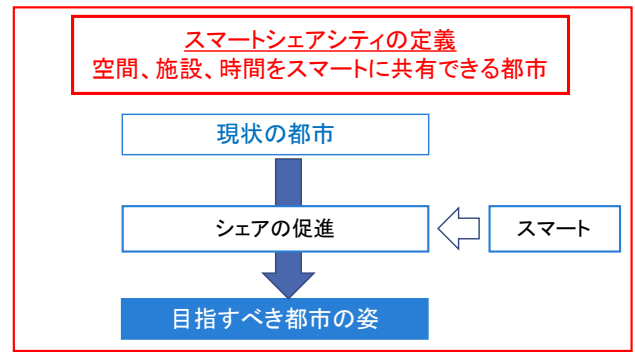 スマートシェアシティの定義
空間、施設、時間をスマートに共有できる都市
現状の都市
シェアの促進
スマート
目指すべき都市の姿